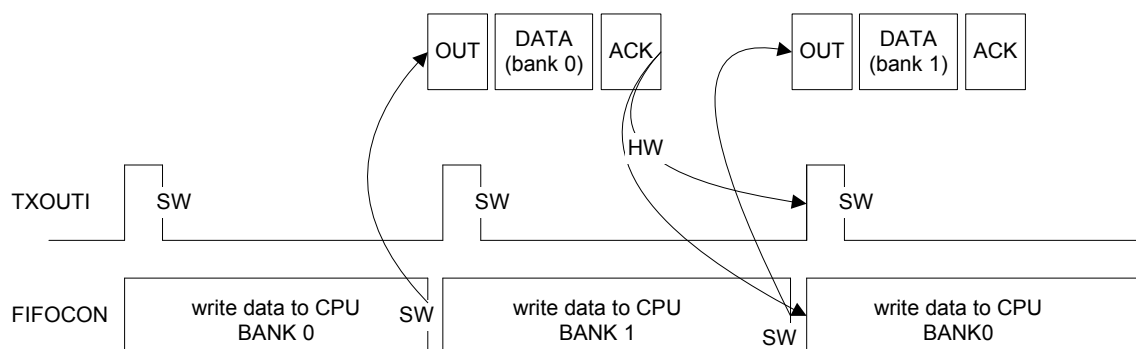 OUT
DATA
(bank 0)
ACK
OUT
DATA
(bank 1)
ACK
HW
TXOUTI
SW
SW
SW
FIFOCON
write data to CPU
BANK 0
SW
write data to CPU
BANK 1
SW
write data to CPU
BANK0